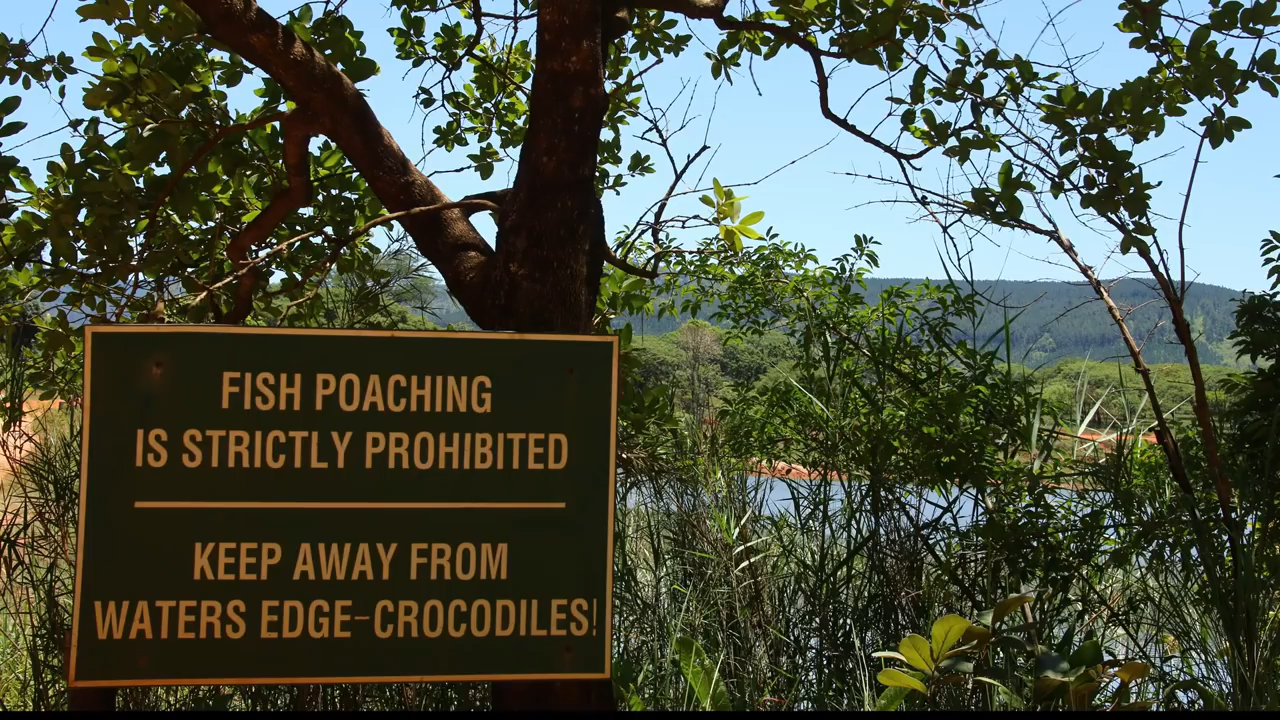 FISH POACHING
IS STRICTLY PROHIBITED
KEEP AWAY FROM
WATERS EDGE-CROCODILES!